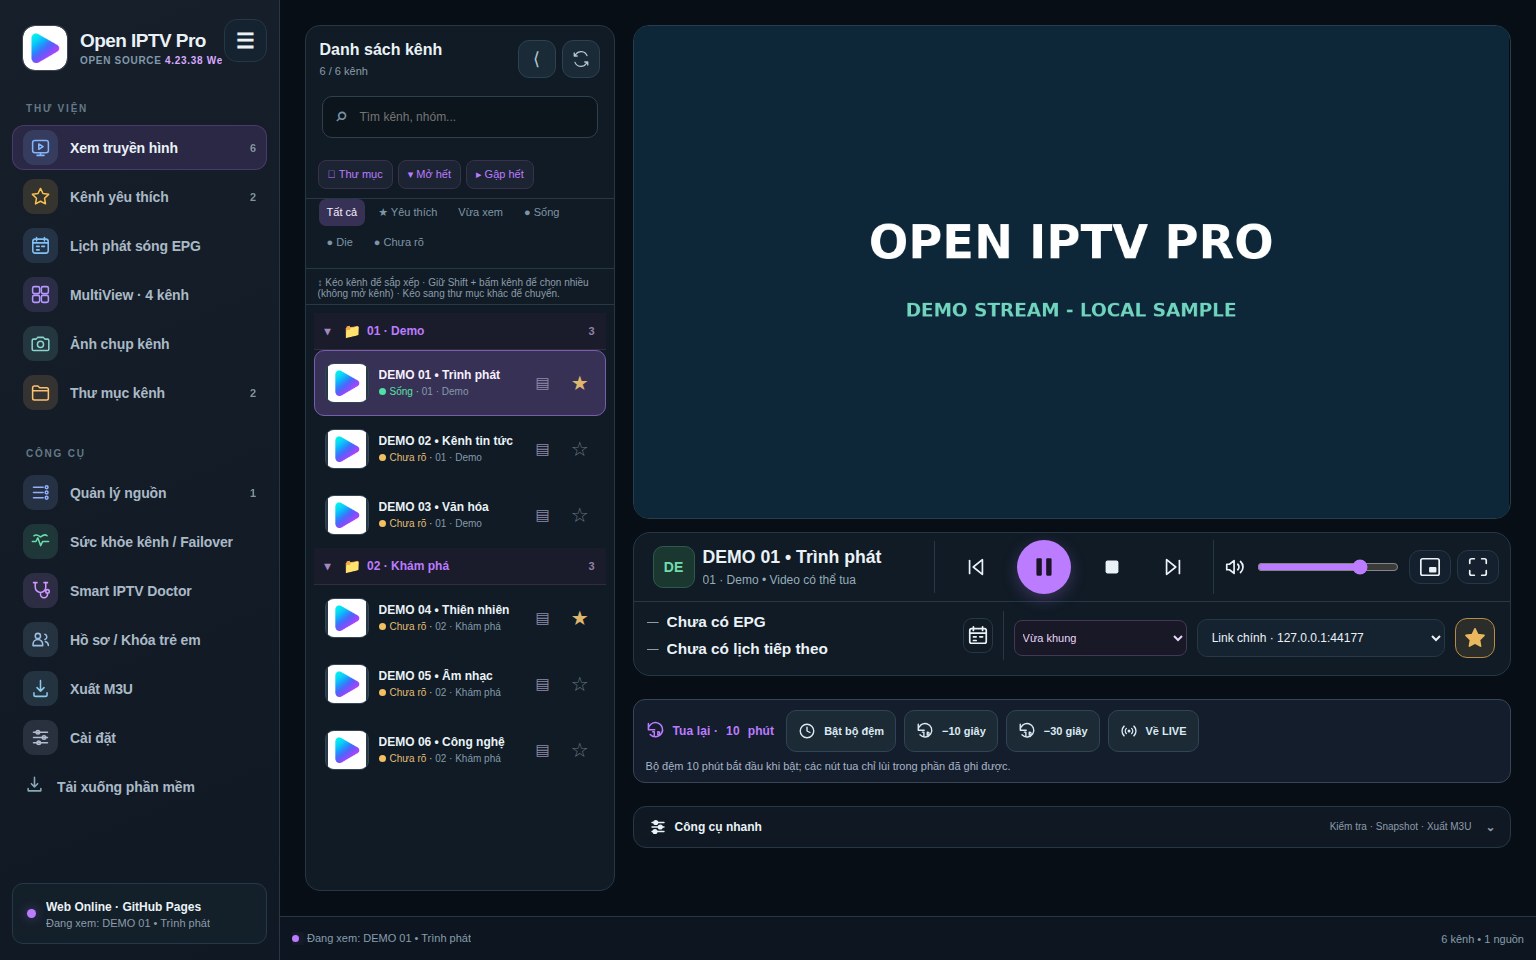 Open IPTV Pro
OPEN SOURCE 4.23.38 We
THƯ VIỆN
Xem truyền hình 6
Kênh yêu thích 2
Lịch phát sóng EPG
MultiView · 4 kênh
Ảnh chụp kênh
Thư mục kênh 2
CÔNG CỤ
Quản lý nguồn 1
Sức khỏe kênh / Failover
Smart IPTV Doctor
Hồ sơ / Khóa trẻ em
Xuất M3U
Cài đặt
Tải xuống phần mềm
Web Online · GitHub Pages
Đang xem: DEMO 01 • Trình phát
Danh sách kênh
6 / 6 kênh
Tìm kênh, nhóm...
Thư mục ▾ Mở hết ▸ Gập hết
Tất cả ★ Yêu thích Vừa xem ● Sống
● Die ● Chưa rõ
↕ Kéo kênh để sắp xếp · Giữ Shift + bấm kênh để chọn nhiều
(không mở kênh) · Kéo sang thư mục khác để chuyển.
▾ 📁 01 · Demo 3
DEMO 01 • Trình phát
Sống · 01 · Demo
DEMO 02 • Kênh tin tức
Chưa rõ · 01 · Demo
DEMO 03 • Văn hóa
Chưa rõ · 01 · Demo
▾ 📁 02 · Khám phá 3
DEMO 04 • Thiên nhiên
Chưa rõ · 02 · Khám phá
DEMO 05 • Âm nhạc
Chưa rõ · 02 · Khám phá
DEMO 06 • Công nghệ
Chưa rõ · 02 · Khám phá
OPEN IPTV PRO
DEMO STREAM - LOCAL SAMPLE
DE
DEMO 01 • Trình phát
01 · Demo • Video có thể tua
— Chưa có EPG
— Chưa có lịch tiếp theo
Vừa khung
Link chính · 127.0.0.1:44177
Tua lại · 10 phút
Bật bộ đệm
−10 giây
−30 giây
Về LIVE
Bộ đệm 10 phút bắt đầu khi bật; các nút tua chỉ lùi trong phần đã ghi được.
Công cụ nhanh
Kiểm tra · Snapshot · Xuất M3U
Đang xem: DEMO 01 • Trình phát
6 kênh • 1 nguồn